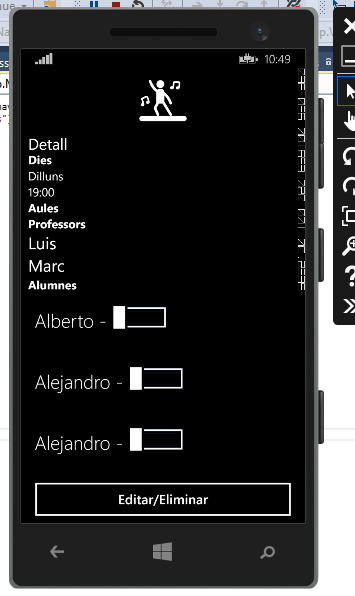 10:49
Detall
Dies
Dilluns
19:00
Aules
Professors
Luis
Marc
Alumnes
Alberto -
Alejandro -
Alejandro -
Editar/Eliminar